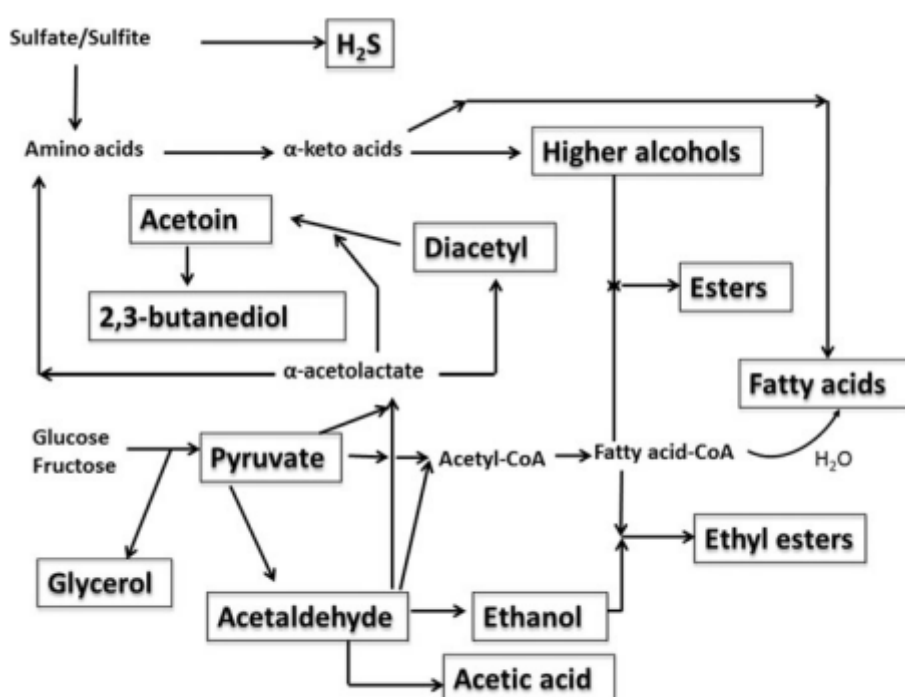 Sulfate/Sulfite
H₂S
Amino acids
α-keto acids
Higher alcohols
Acetoin
Diacetyl
Esters
2,3-butanediol
α-acetolactate
Fatty acids
Glucose
Fructose
Pyruvate
Acetyl-CoA
Fatty acid-CoA
H₂O
Ethyl esters
Glycerol
Acetaldehyde
Ethanol
Acetic acid